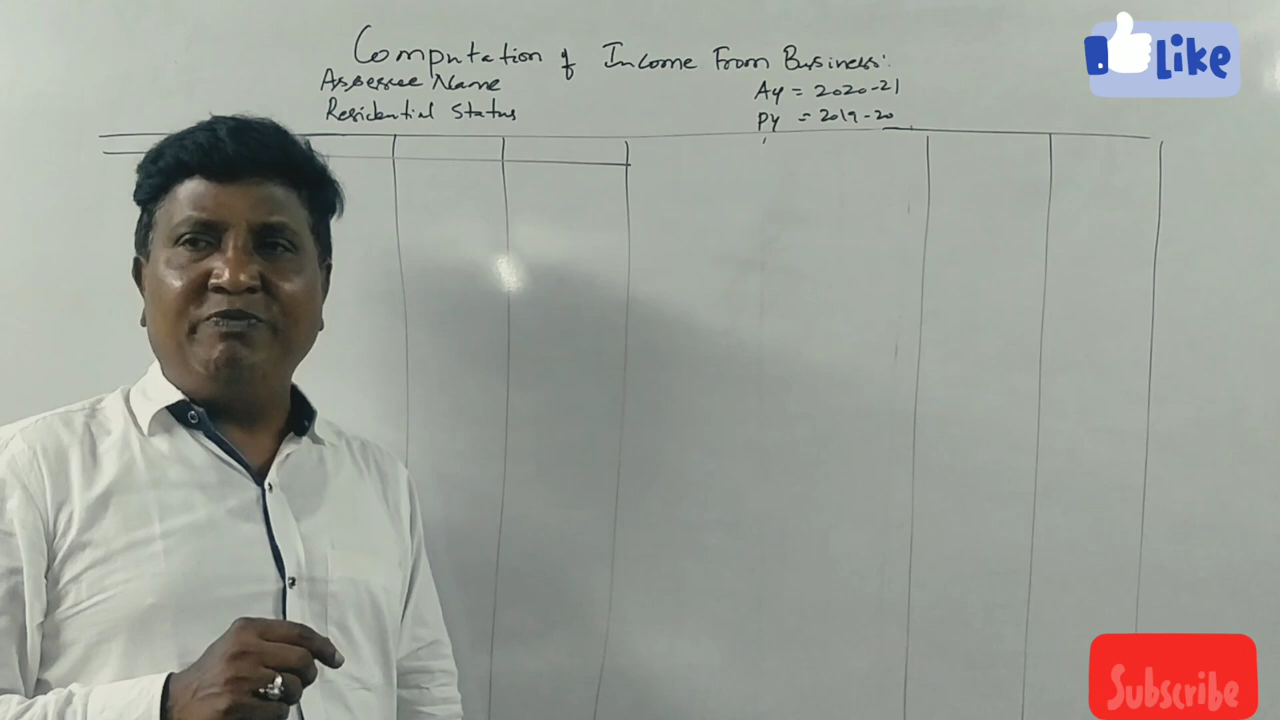 Computation of Income From Business:
Assessee Name
Ay = 2020-21
Residential Status
Py = 2019-20
Like
Subscribe